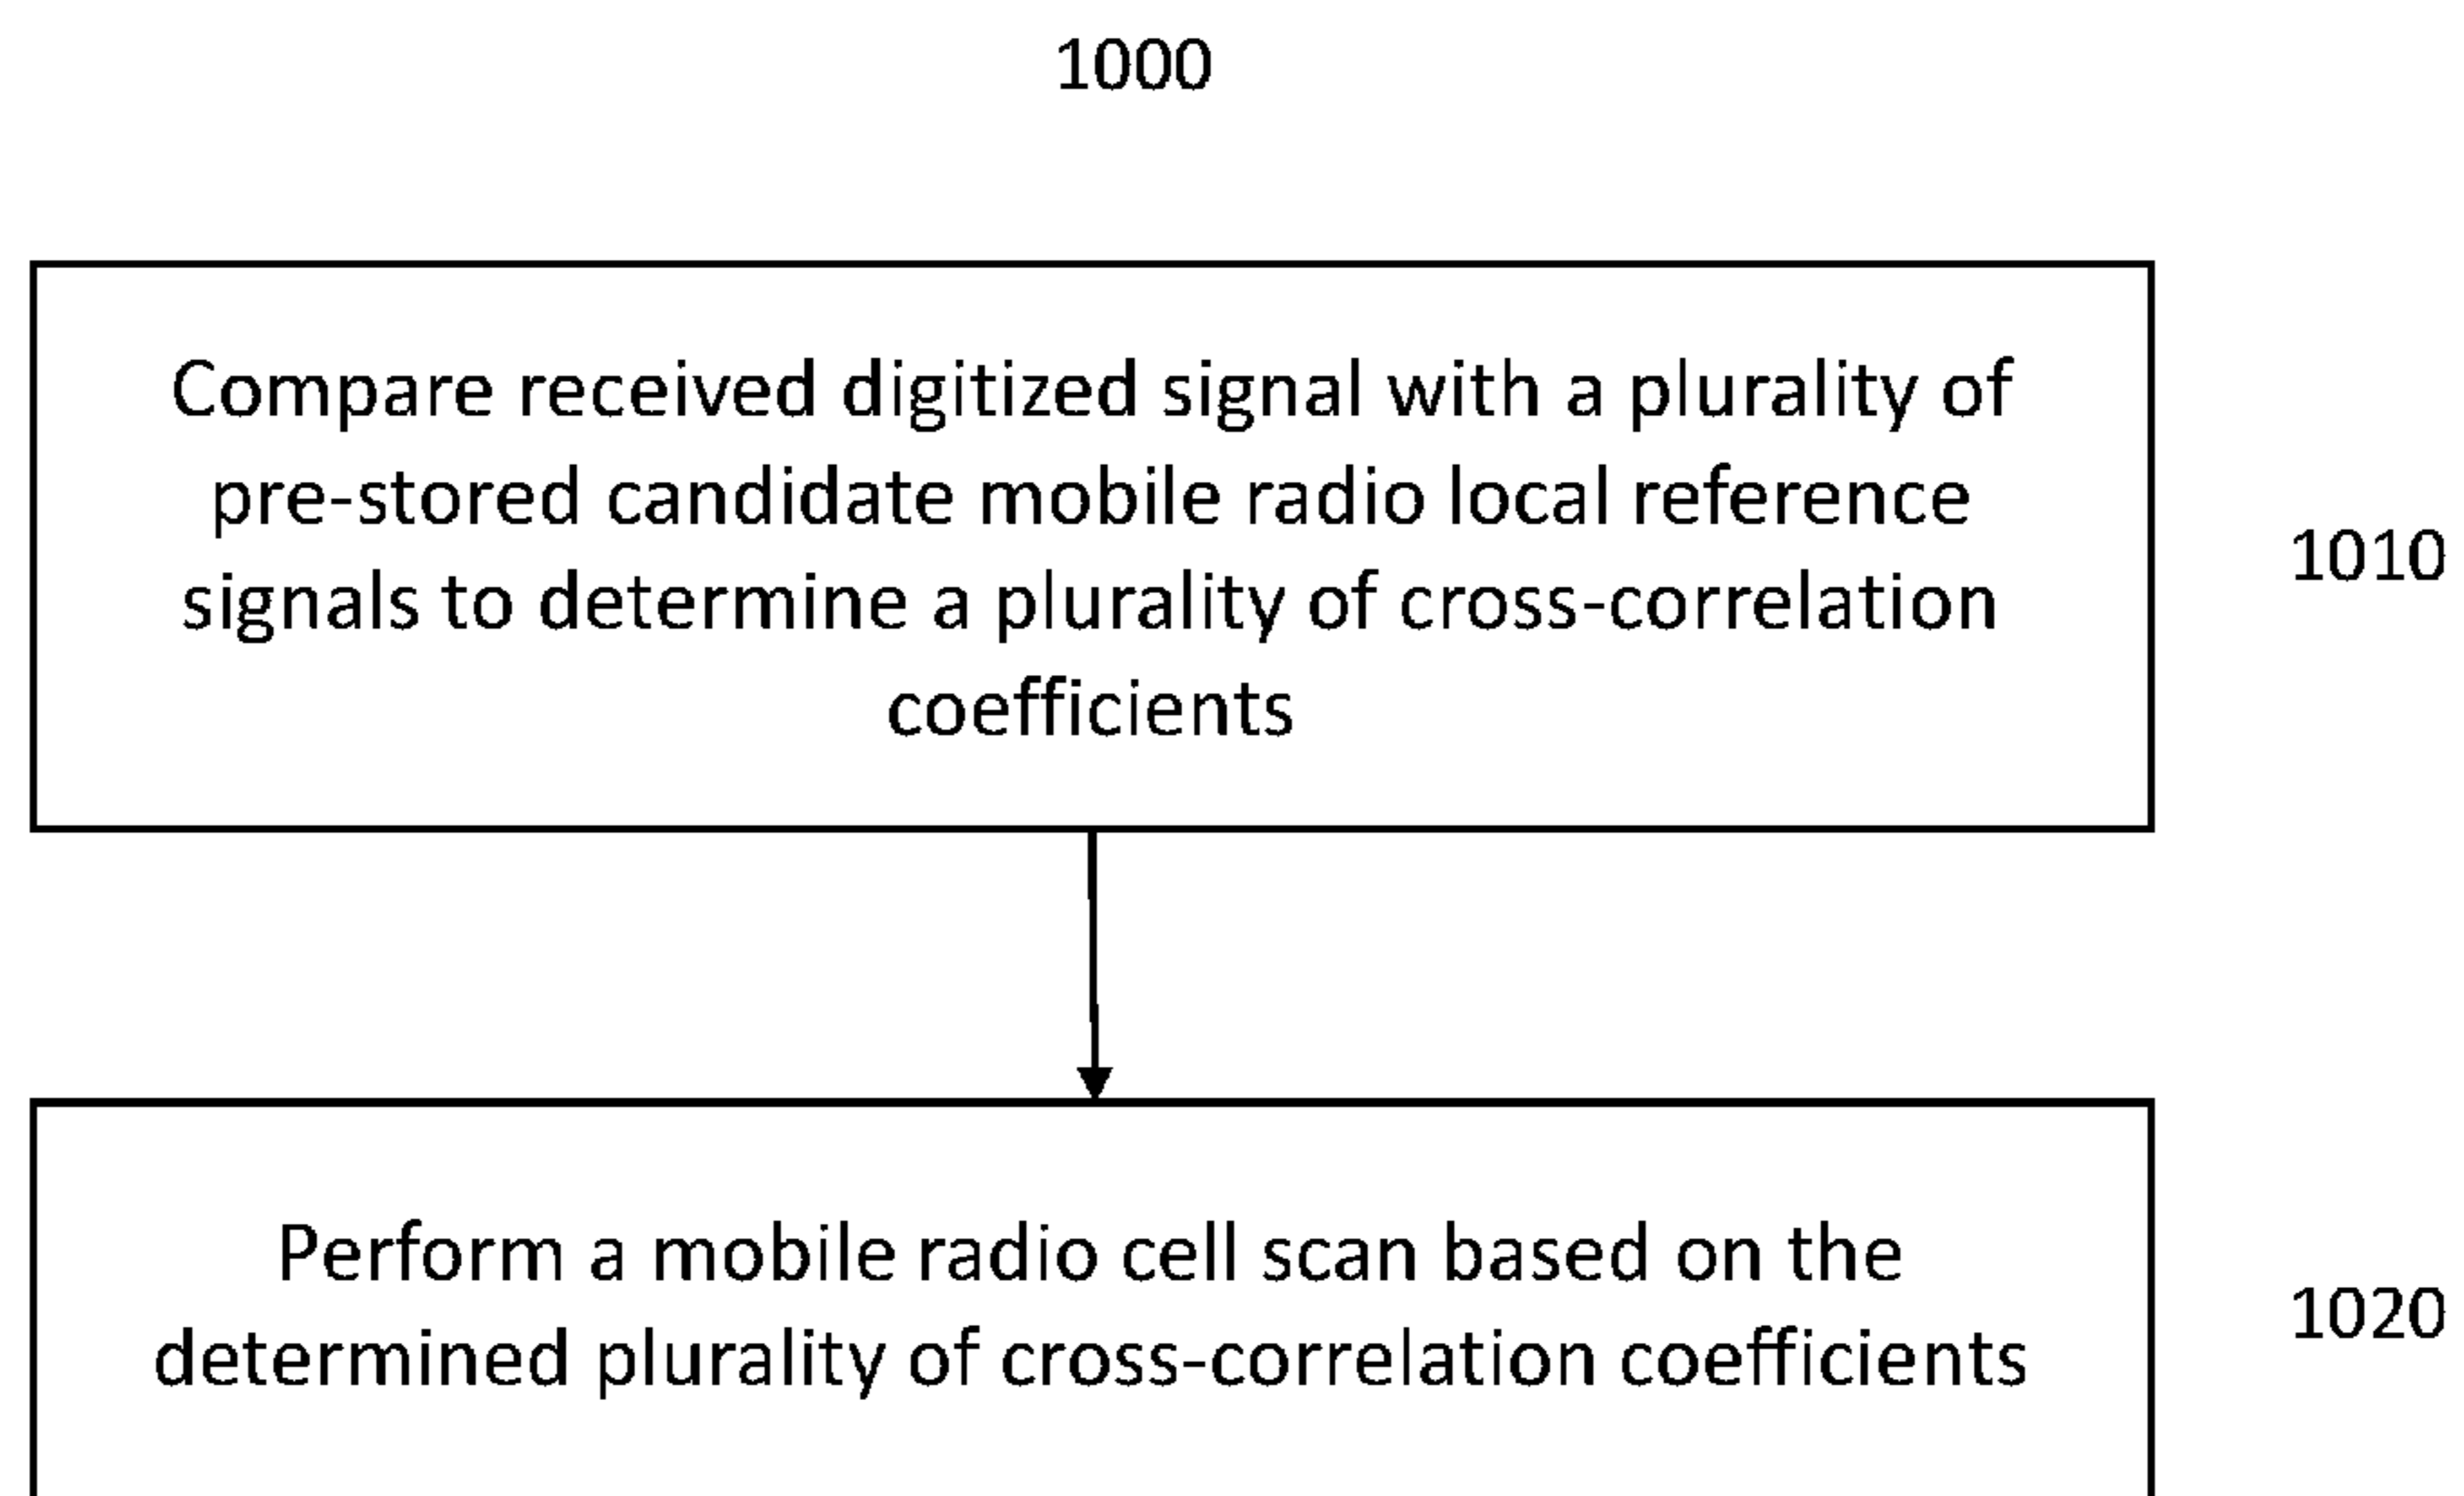 1000
Compare received digitized signal with a plurality of
pre-stored candidate mobile radio local reference
signals to determine a plurality of cross-correlation
coefficients
1010
Perform a mobile radio cell scan based on the
determined plurality of cross-correlation coefficients
1020